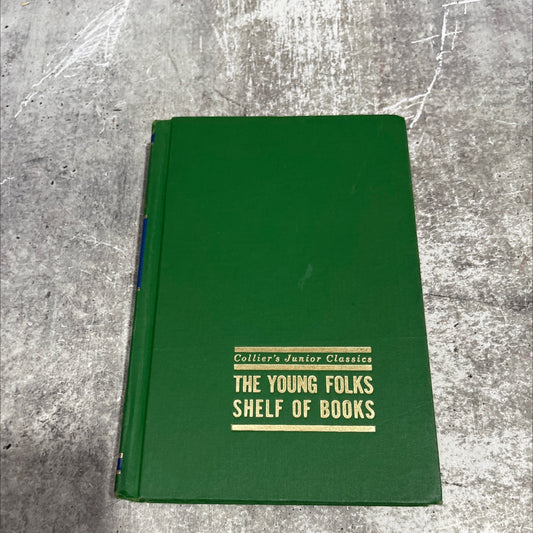 Collier's Junior Classics
THE YOUNG FOLKS
SHELF OF BOOKS